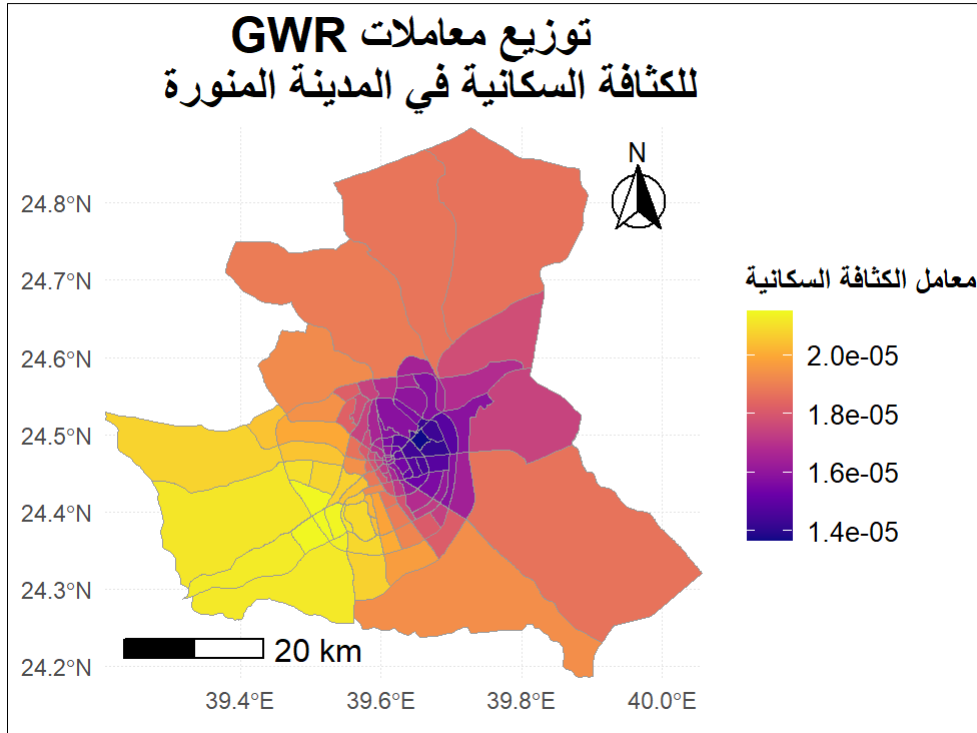 توزيع معاملات GWR
للكثافة السكانية في المدينة المنورة
N
24.8°N
24.7°N
24.6°N
24.5°N
24.4°N
24.3°N
24.2°N
39.4°E
39.6°E
39.8°E
40.0°E
20 km
معامل الكثافة السكانية
2.0e-05
1.8e-05
1.6e-05
1.4e-05